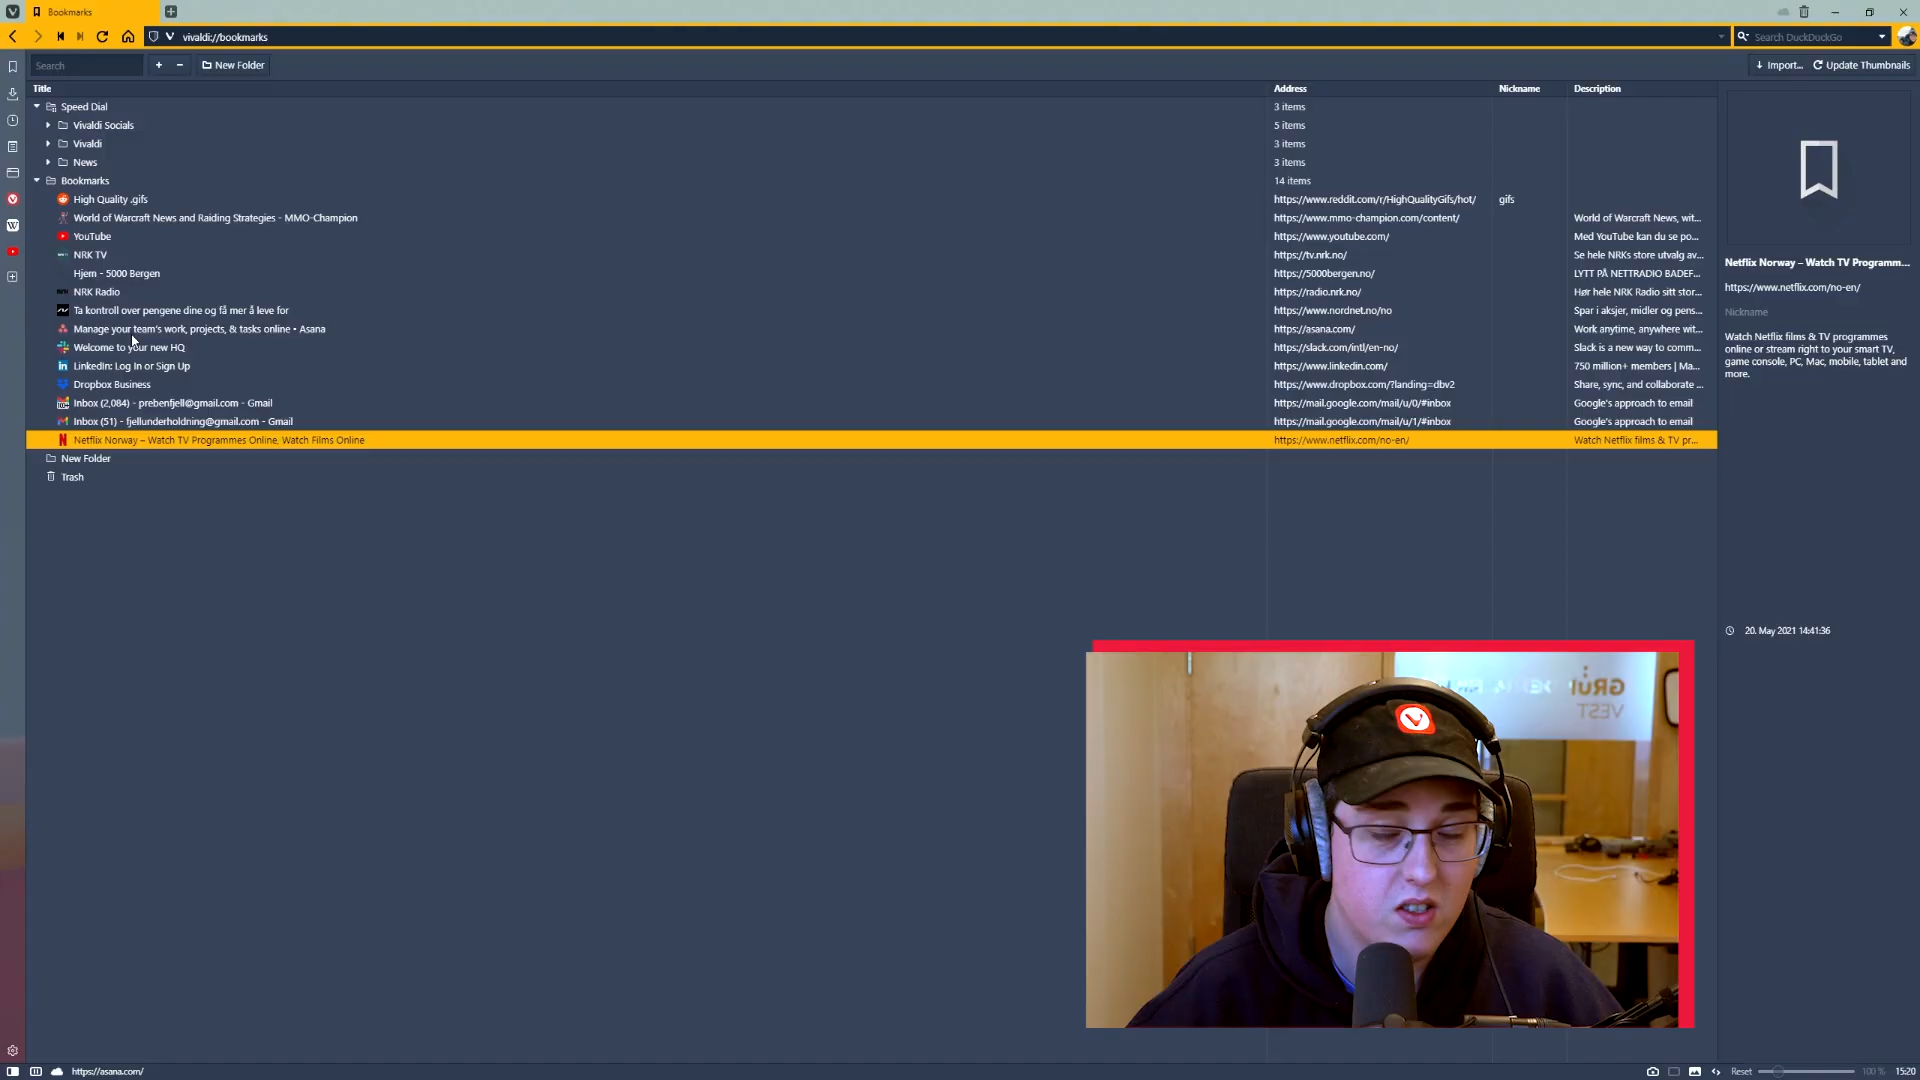 Bookmarks
vivaldi://bookmarks
Search DuckDuckGo
Search
+
−
New Folder
Import...
Update Thumbnails
Title
Address
Nickname
Description
Speed Dial
3 items
Vivaldi Socials
5 items
Vivaldi
3 items
News
3 items
Bookmarks
14 items
High Quality .gifs
https://www.reddit.com/r/HighQualityGifs/hot/
gifs
World of Warcraft News and Raiding Strategies - MMO-Champion
https://www.mmo-champion.com/content/
World of Warcraft News, wit...
YouTube
https://www.youtube.com/
Med YouTube kan du se po...
NRK TV
https://tv.nrk.no/
Se hele NRKs store utvalg av...
Hjem - 5000 Bergen
https://5000bergen.no/
LYTT PÅ NETTRADIO BADEF...
NRK Radio
https://radio.nrk.no/
Hør hele NRK Radio sitt stor...
Ta kontroll over pengene dine og få mer å leve for
https://www.nordnet.no/no
Spar i aksjer, midler og pens...
Manage your team's work, projects, & tasks online • Asana
https://asana.com/
Work anytime, anywhere wit...
Welcome to your new HQ
https://slack.com/intl/en-no/
Slack is a new way to comm...
LinkedIn: Log In or Sign Up
https://www.linkedin.com/
750 million+ members | Ma...
Dropbox Business
https://www.dropbox.com/?landing=dbv2
Share, sync, and collaborate ...
Inbox (2,084) - prebenfjell@gmail.com - Gmail
https://mail.google.com/mail/u/0/#inbox
Google's approach to email
Inbox (51) - fjellunderholdning@gmail.com - Gmail
https://mail.google.com/mail/u/1/#inbox
Google's approach to email
Netflix Norway – Watch TV Programmes Online, Watch Films Online
https://www.netflix.com/no-en/
Watch Netflix films & TV pr...
New Folder
Trash
Netflix Norway – Watch TV Programm...
https://www.netflix.com/no-en/
Nickname
Watch Netflix films & TV programmes
online or stream right to your smart TV,
game console, PC, Mac, mobile, tablet and
more.
20. May 2021 14:41:36
GRÜN
VEST
https://asana.com/
Reset
100 %
15:20